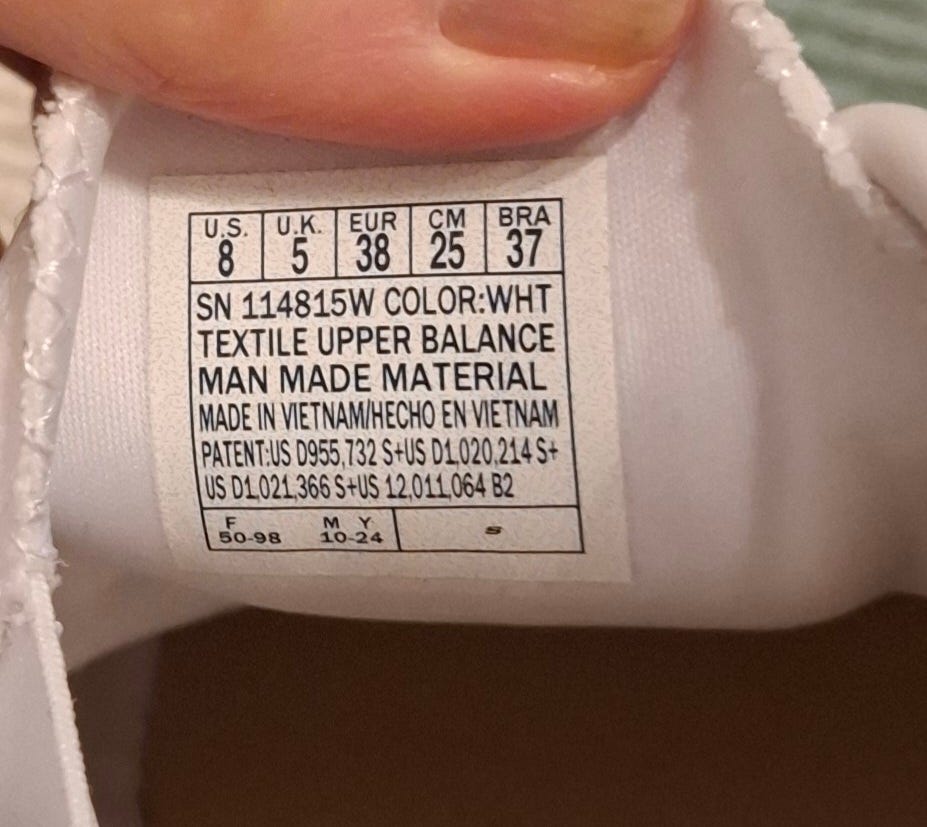 U.S. U.K. EUR CM BRA
8 5 38 25 37
SN 114815W COLOR:WHT
TEXTILE UPPER BALANCE
MAN MADE MATERIAL
MADE IN VIETNAM/HECHO EN VIETNAM
PATENT:US D955,732 S+US D1,020,214 S+
US D1,021,366 S+US 12,011,064 B2
F M Y
50-98 10-24 S